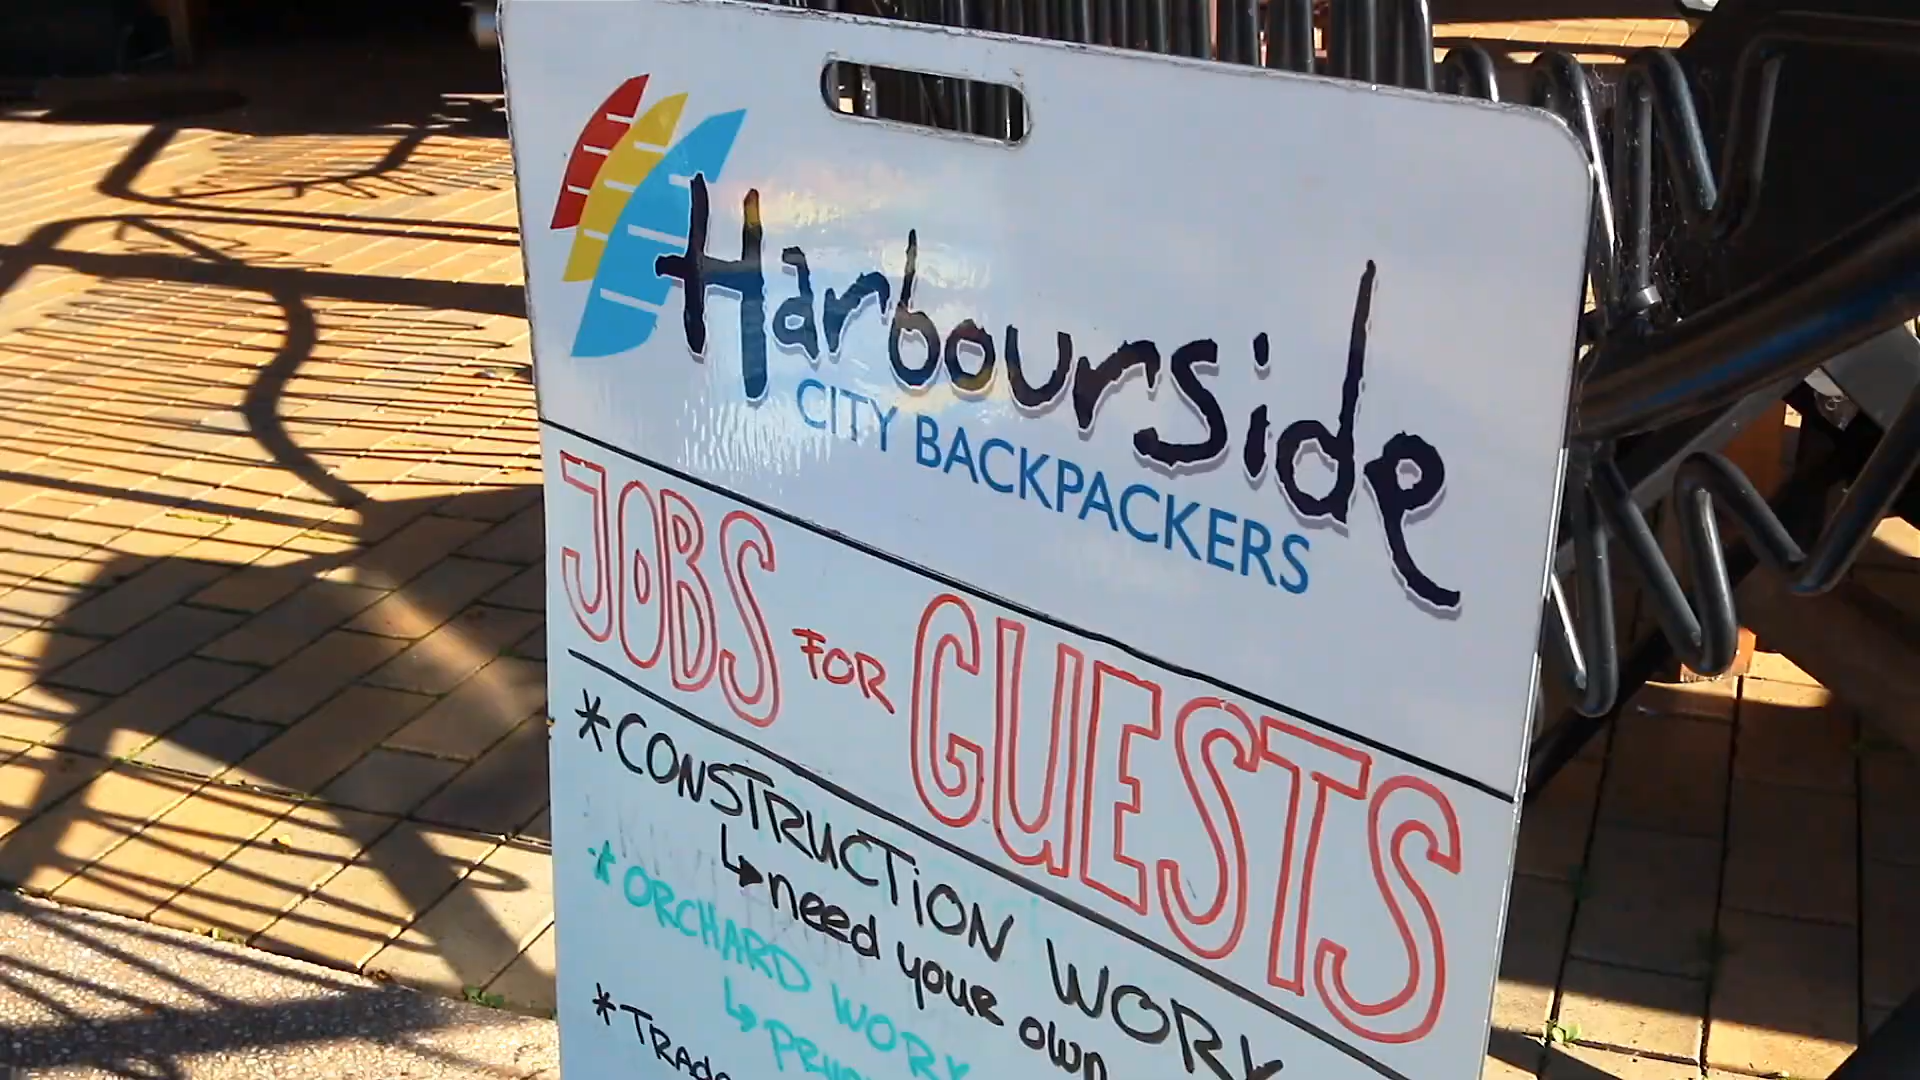 Harbourside
CITY BACKPACKERS
JOBS FOR GUESTS
*CONSTRUCTION WORK
↳need your own
*ORCHARD WORK